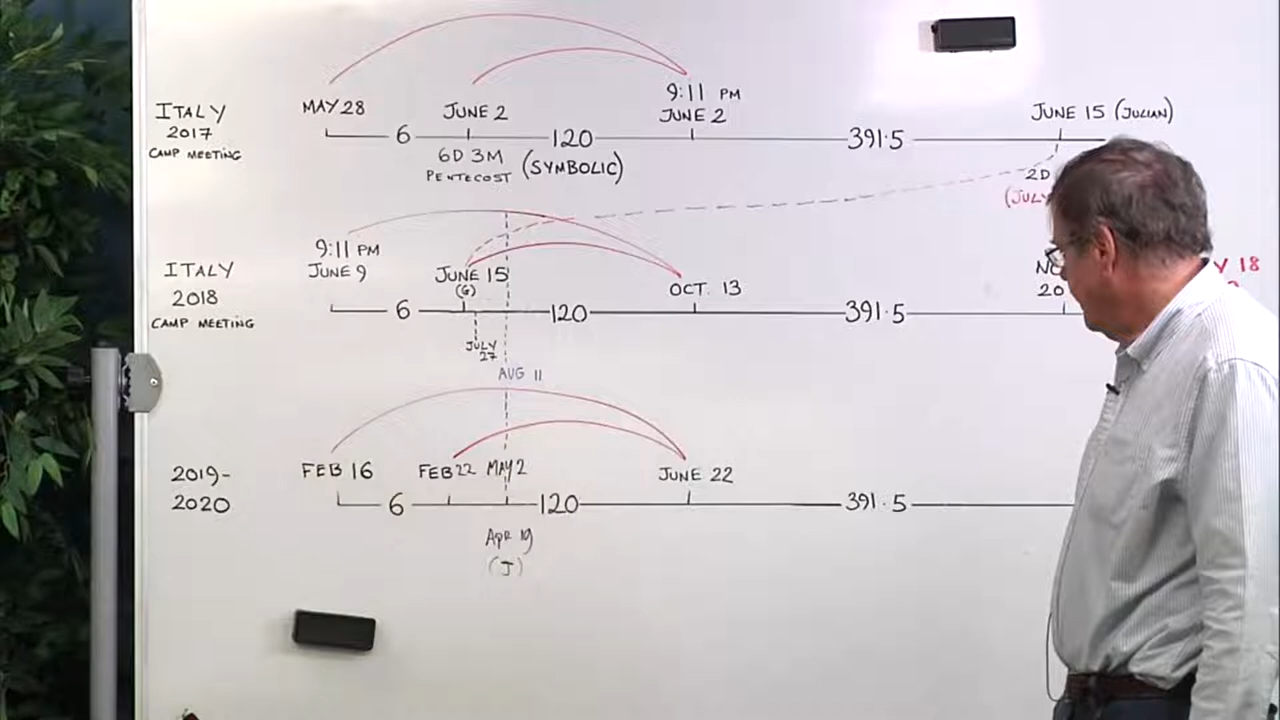 9:11 PM
MAY 28
JUNE 2
JUNE 2
JUNE 15 (JULIAN)
ITALY
2017
CAMP MEETING
6
120
391.5
6D 3M
PENTECOST
(SYMBOLIC)
2D
(JULY
9:11 PM
JUNE 9
JUNE 15
(G)
OCT. 13
18
ITALY
2018
CAMP MEETING
6
120
391.5
20
JULY
27
AUG 11
FEB 16
FEB 22
MAY 2
JUNE 22
2019-
2020
6
120
391.5
Apr 19
(J)